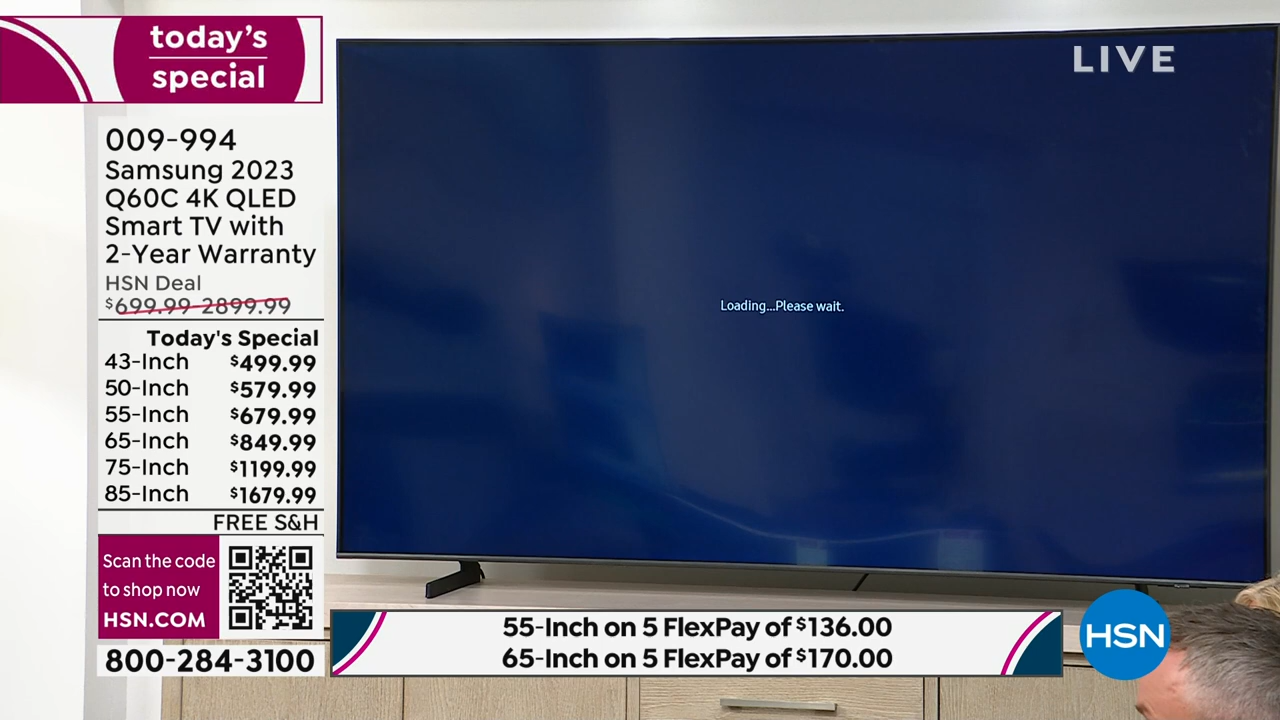 today's
special
LIVE
009-994
Samsung 2023
Q60C 4K QLED
Smart TV with
2-Year Warranty
HSN Deal
$699.99-2899.99
Today's Special
43-Inch $499.99
50-Inch $579.99
55-Inch $679.99
65-Inch $849.99
75-Inch $1199.99
85-Inch $1679.99
FREE S&H
Scan the code
to shop now
HSN.COM
800-284-3100
Loading...Please wait.
55-Inch on 5 FlexPay of $136.00
65-Inch on 5 FlexPay of $170.00
HSN